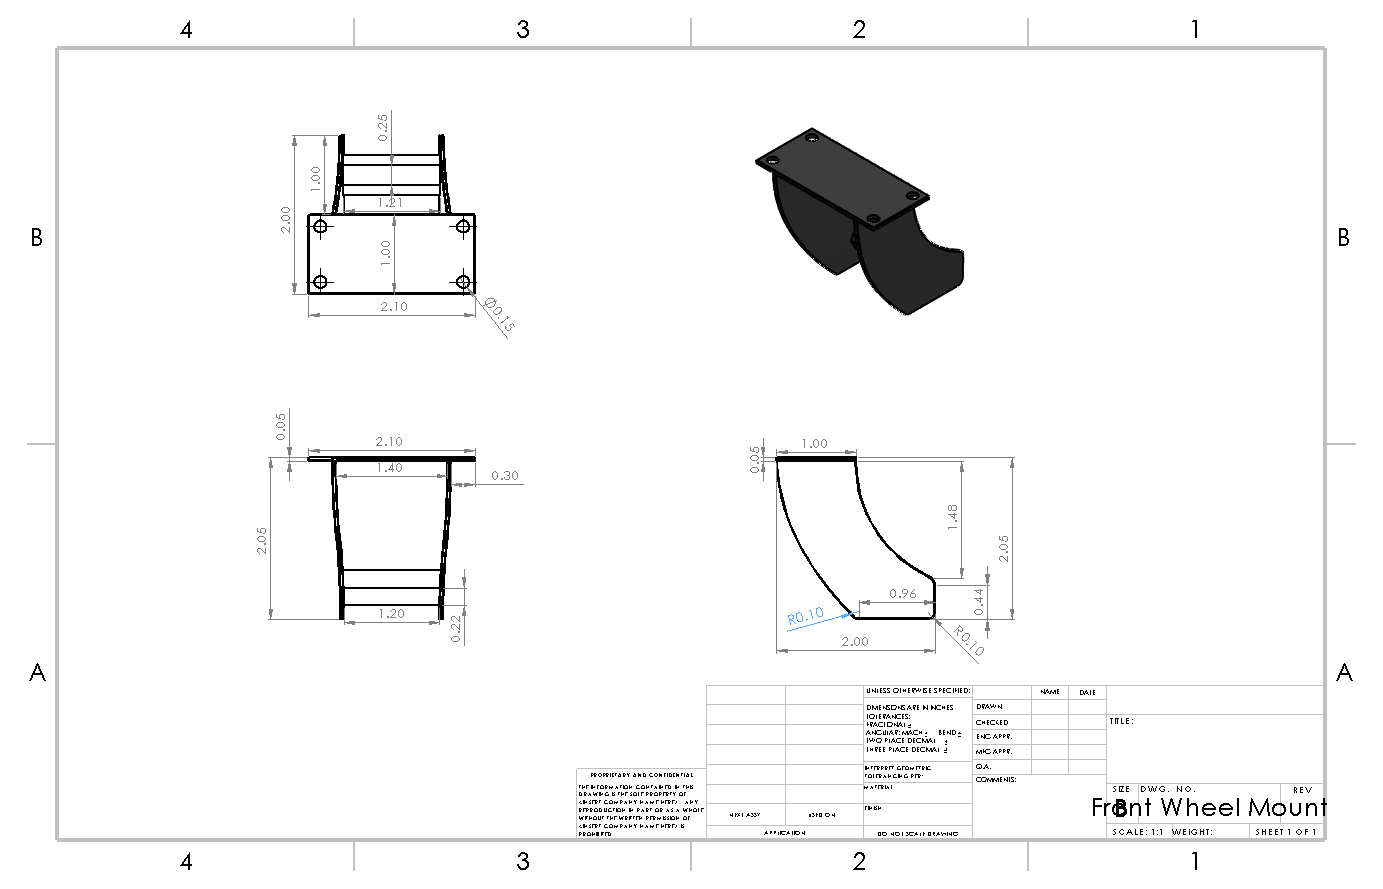 4 3 2 1
B B
A A
4 3 2 1
0.25
1.00
1.21
2.00
1.00
2.10
Ø0.15
0.05
2.10
1.40
0.30
2.05
1.20
0.22
0.05
1.00
1.48
2.05
0.96
0.44
R0.10
R0.10
2.00
PROPRIETARY AND CONFIDENTIAL
THE INFORMATION CONTAINED IN THIS
DRAWING IS THE SOLE PROPERTY OF
<INSERT COMPANY NAME HERE>. ANY
REPRODUCTION IN PART OR AS A WHOLE
WITHOUT THE WRITTEN PERMISSION OF
<INSERT COMPANY NAME HERE> IS
PROHIBITED.
NEXT ASSY
USED ON
APPLICATION
UNLESS OTHERWISE SPECIFIED:
DIMENSIONS ARE IN INCHES
TOLERANCES:
FRACTIONAL±
ANGULAR: MACH± BEND±
TWO PLACE DECIMAL ±
THREE PLACE DECIMAL ±
INTERPRET GEOMETRIC
TOLERANCING PER:
MATERIAL
FINISH
DO NOT SCALE DRAWING
NAME DATE
DRAWN
CHECKED
ENG APPR.
MFG APPR.
Q.A.
COMMENTS:
TITLE:
SIZE DWG. NO. REV
B
Front Wheel Mount
SCALE: 1:1 WEIGHT: SHEET 1 OF 1